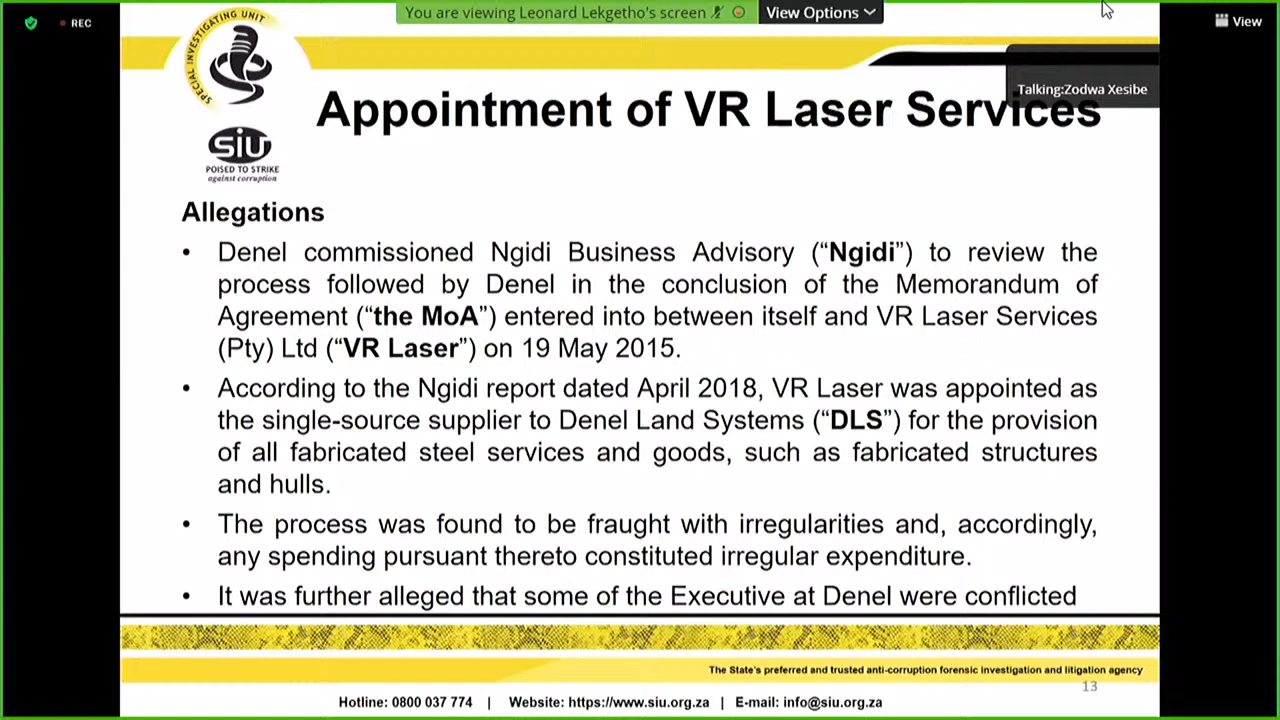 You are viewing Leonard Lekgetho's screen
View Options
REC
View
SPECIAL INVESTIGATING UNIT
Talking:Zodwa Xesibe
Appointment of VR Laser Services
SIU
POISED TO STRIKE
against corruption
Allegations
• Denel commissioned Ngidi Business Advisory (“Ngidi”) to review the
process followed by Denel in the conclusion of the Memorandum of
Agreement (“the MoA”) entered into between itself and VR Laser Services
(Pty) Ltd (“VR Laser”) on 19 May 2015.
• According to the Ngidi report dated April 2018, VR Laser was appointed as
the single-source supplier to Denel Land Systems (“DLS”) for the provision
of all fabricated steel services and goods, such as fabricated structures
and hulls.
• The process was found to be fraught with irregularities and, accordingly,
any spending pursuant thereto constituted irregular expenditure.
• It was further alleged that some of the Executive at Denel were conflicted
The State's preferred and trusted anti-corruption forensic investigation and litigation agency
13
Hotline: 0800 037 774 | Website: https://www.siu.org.za | E-mail: info@siu.org.za